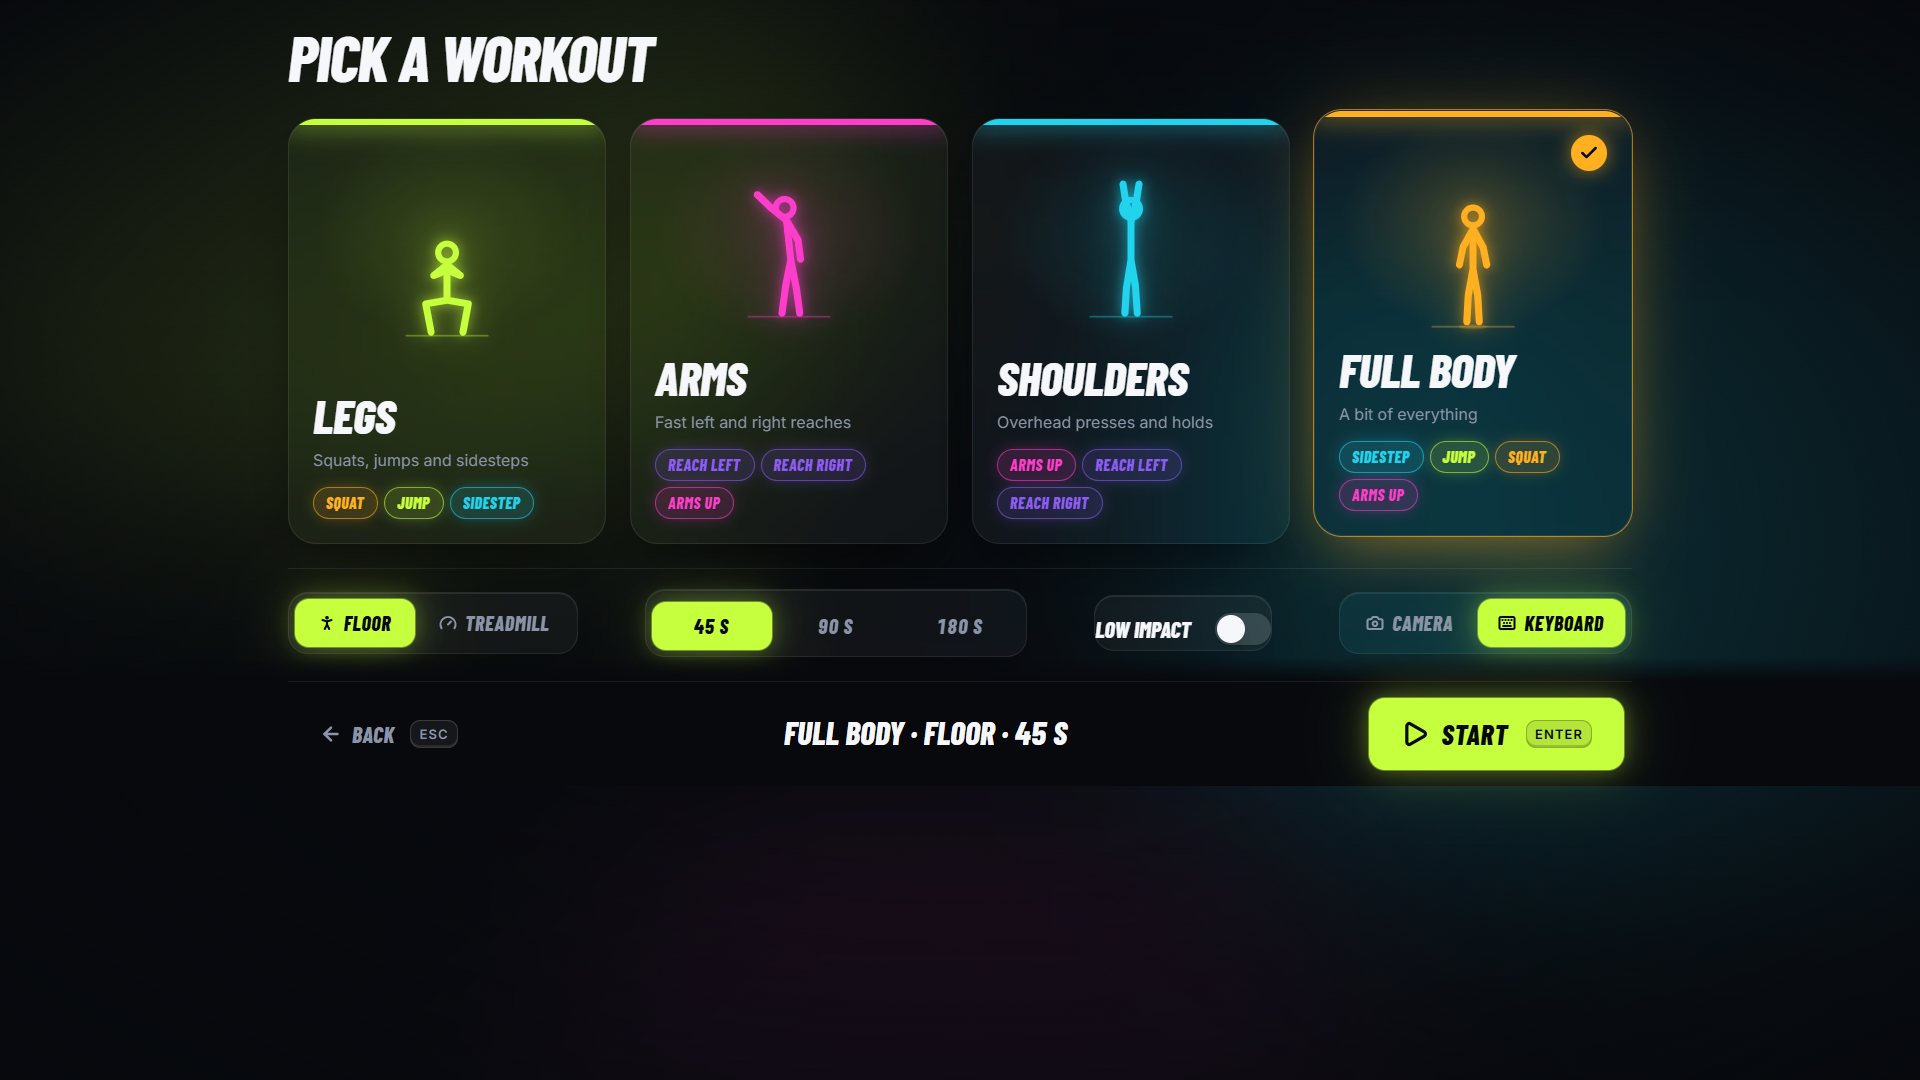 PICK A WORKOUT
LEGS
Squats, jumps and sidesteps
SQUAT JUMP SIDESTEP
ARMS
Fast left and right reaches
REACH LEFT REACH RIGHT
ARMS UP
SHOULDERS
Overhead presses and holds
ARMS UP REACH LEFT
REACH RIGHT
FULL BODY
A bit of everything
SIDESTEP JUMP SQUAT
ARMS UP
FLOOR TREADMILL
45 S 90 S 180 S
LOW IMPACT
CAMERA KEYBOARD
BACK ESC
FULL BODY · FLOOR · 45 S
START ENTER